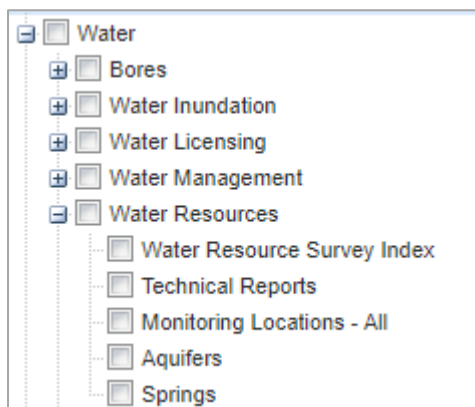 Water
Bores
Water Inundation
Water Licensing
Water Management
Water Resources
Water Resource Survey Index
Technical Reports
Monitoring Locations - All
Aquifers
Springs